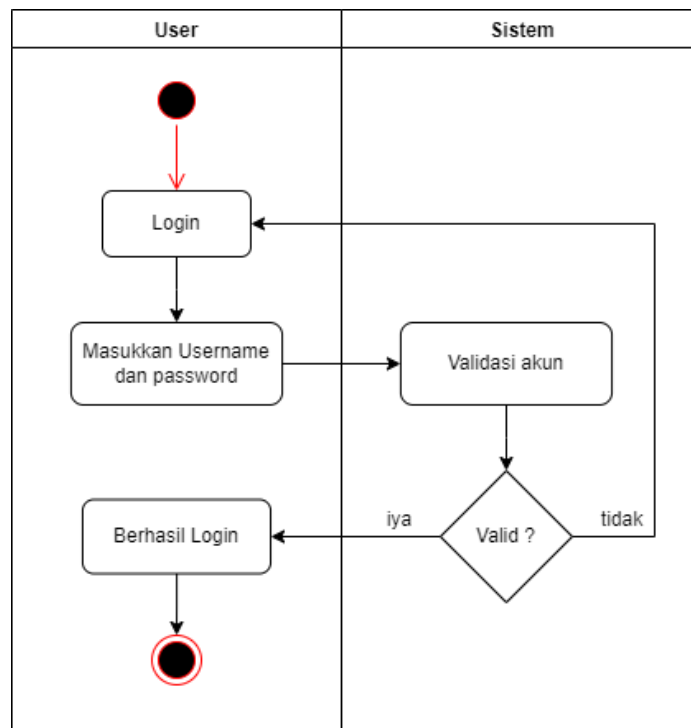 User
Sistem
Login
Masukkan Username
dan password
Validasi akun
Berhasil Login
iya
Valid ?
tidak